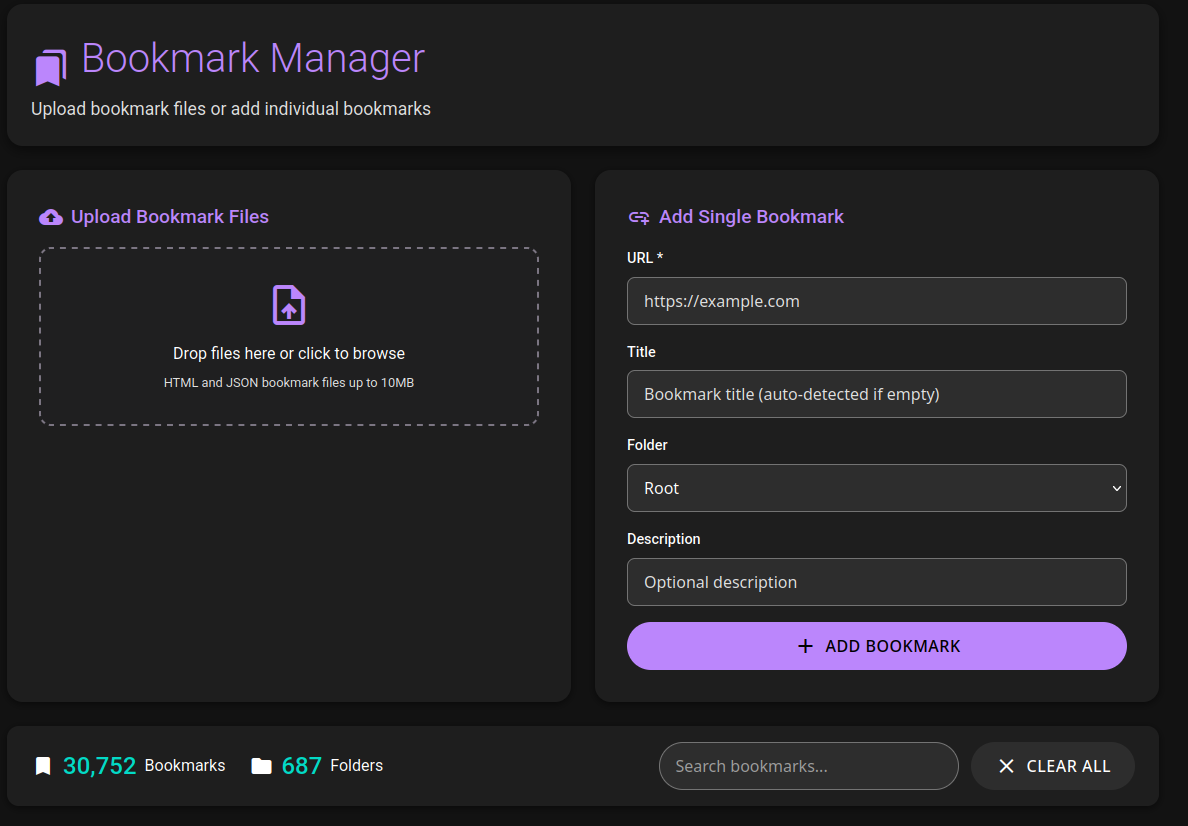 Bookmark Manager
Upload bookmark files or add individual bookmarks
Upload Bookmark Files
Drop files here or click to browse
HTML and JSON bookmark files up to 10MB
Add Single Bookmark
URL *
https://example.com
Title
Bookmark title (auto-detected if empty)
Folder
Root
Description
Optional description
ADD BOOKMARK
30,752 Bookmarks 687 Folders
Search bookmarks...
CLEAR ALL